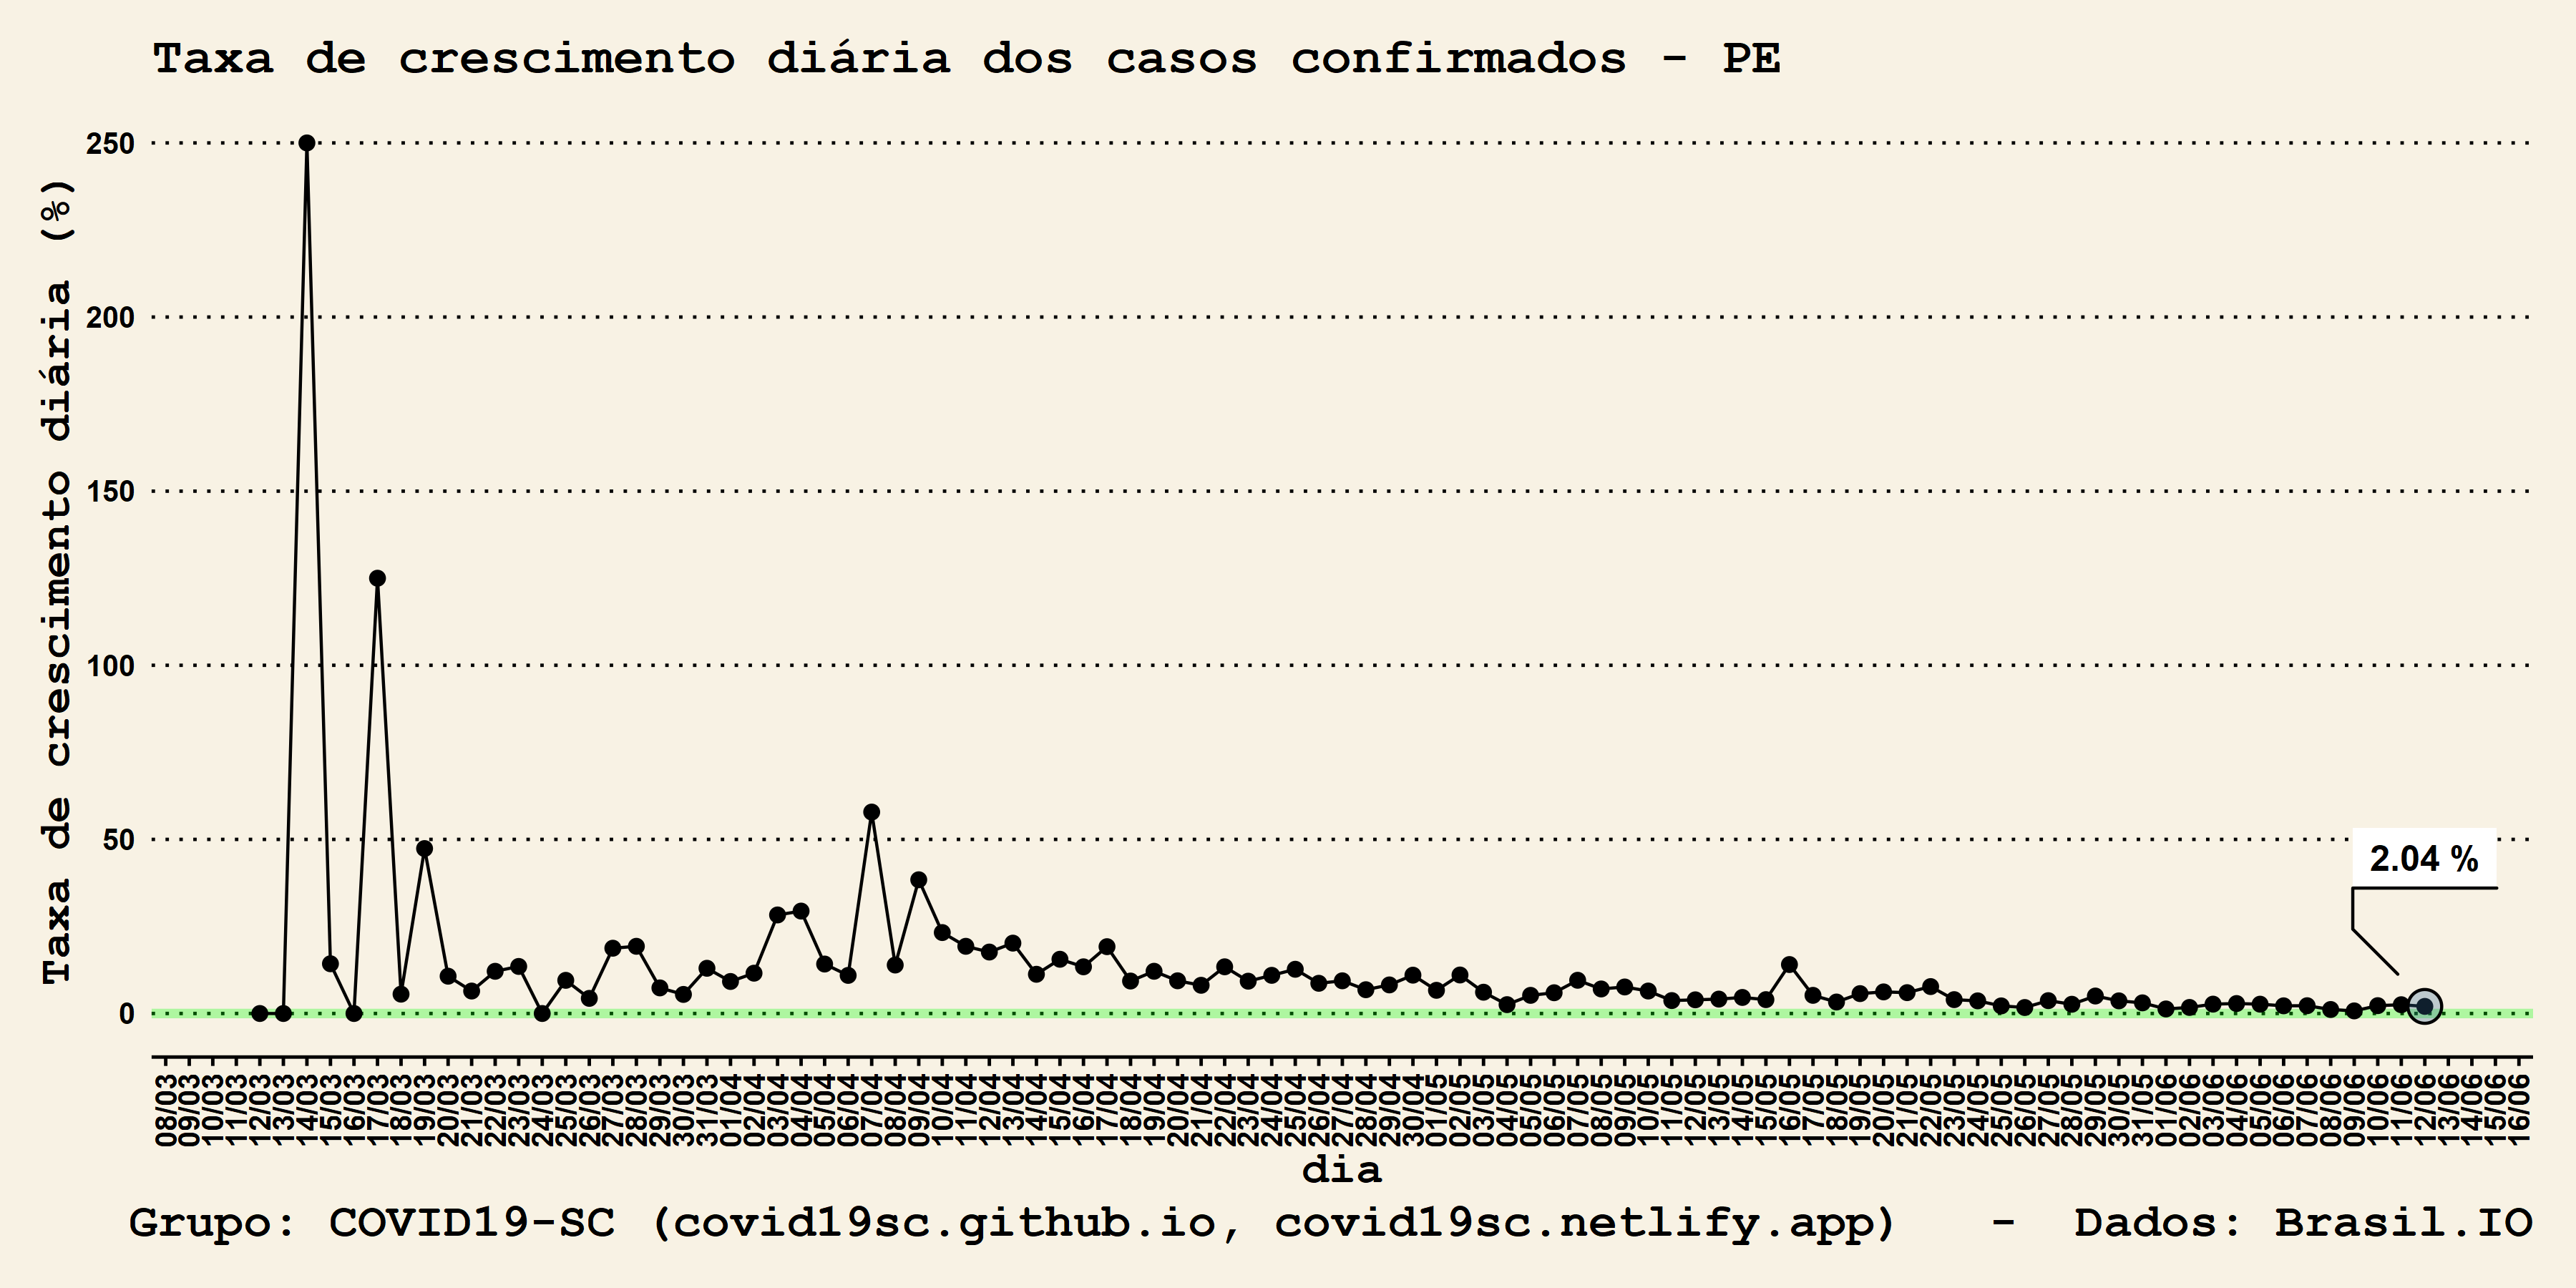 Taxa de crescimento diária dos casos confirmados - PE
Taxa de crescimento diária (%)
250
200
150
100
50
0
2.04 %
08/03 09/03 10/03 11/03 12/03 13/03 14/03 15/03 16/03 17/03 18/03 19/03 20/03 21/03 22/03 23/03 24/03 25/03 26/03 27/03 28/03 29/03 30/03 31/03 01/04 02/04 03/04 04/04 05/04 06/04 07/04 08/04 09/04 10/04 11/04 12/04 13/04 14/04 15/04 16/04 17/04 18/04 19/04 20/04 21/04 22/04 23/04 24/04 25/04 26/04 27/04 28/04 29/04 30/04 01/05 02/05 03/05 04/05 05/05 06/05 07/05 08/05 09/05 10/05 11/05 12/05 13/05 14/05 15/05 16/05 17/05 18/05 19/05 20/05 21/05 22/05 23/05 24/05 25/05 26/05 27/05 28/05 29/05 30/05 31/05 01/06 02/06 03/06 04/06 05/06 06/06 07/06 08/06 09/06 10/06 11/06 12/06 13/06 14/06 15/06 16/06
dia
Grupo: COVID19-SC (covid19sc.github.io, covid19sc.netlify.app) - Dados: Brasil.IO